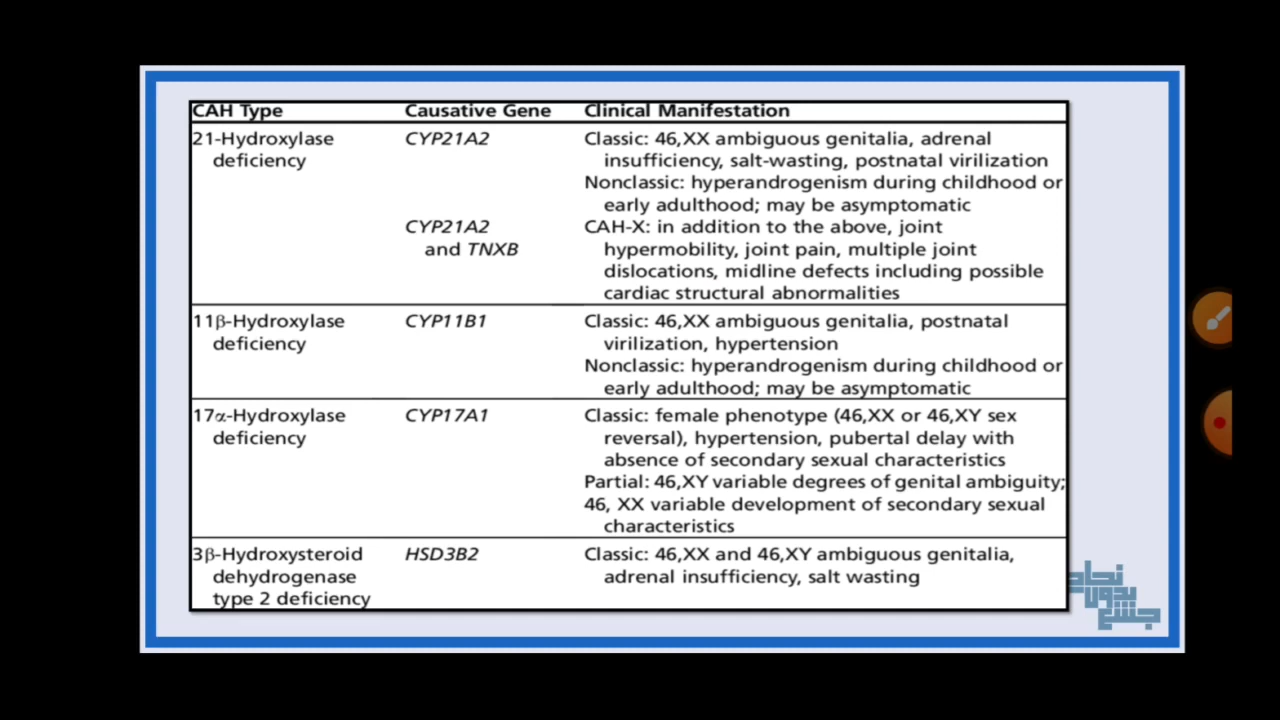 CAH Type Causative Gene Clinical Manifestation
21-Hydroxylase CYP21A2 Classic: 46,XX ambiguous genitalia, adrenal
deficiency insufficiency, salt-wasting, postnatal virilization
Nonclassic: hyperandrogenism during childhood or
early adulthood; may be asymptomatic
CYP21A2 CAH-X: in addition to the above, joint
and TNXB hypermobility, joint pain, multiple joint
dislocations, midline defects including possible
cardiac structural abnormalities
11β-Hydroxylase CYP11B1 Classic: 46,XX ambiguous genitalia, postnatal
deficiency virilization, hypertension
Nonclassic: hyperandrogenism during childhood or
early adulthood; may be asymptomatic
17α-Hydroxylase CYP17A1 Classic: female phenotype (46,XX or 46,XY sex
deficiency reversal), hypertension, pubertal delay with
absence of secondary sexual characteristics
Partial: 46,XY variable degrees of genital ambiguity;
46, XX variable development of secondary sexual
characteristics
3β-Hydroxysteroid HSD3B2 Classic: 46,XX and 46,XY ambiguous genitalia,
dehydrogenase adrenal insufficiency, salt wasting
type 2 deficiency
نجاح
بدون
جشع